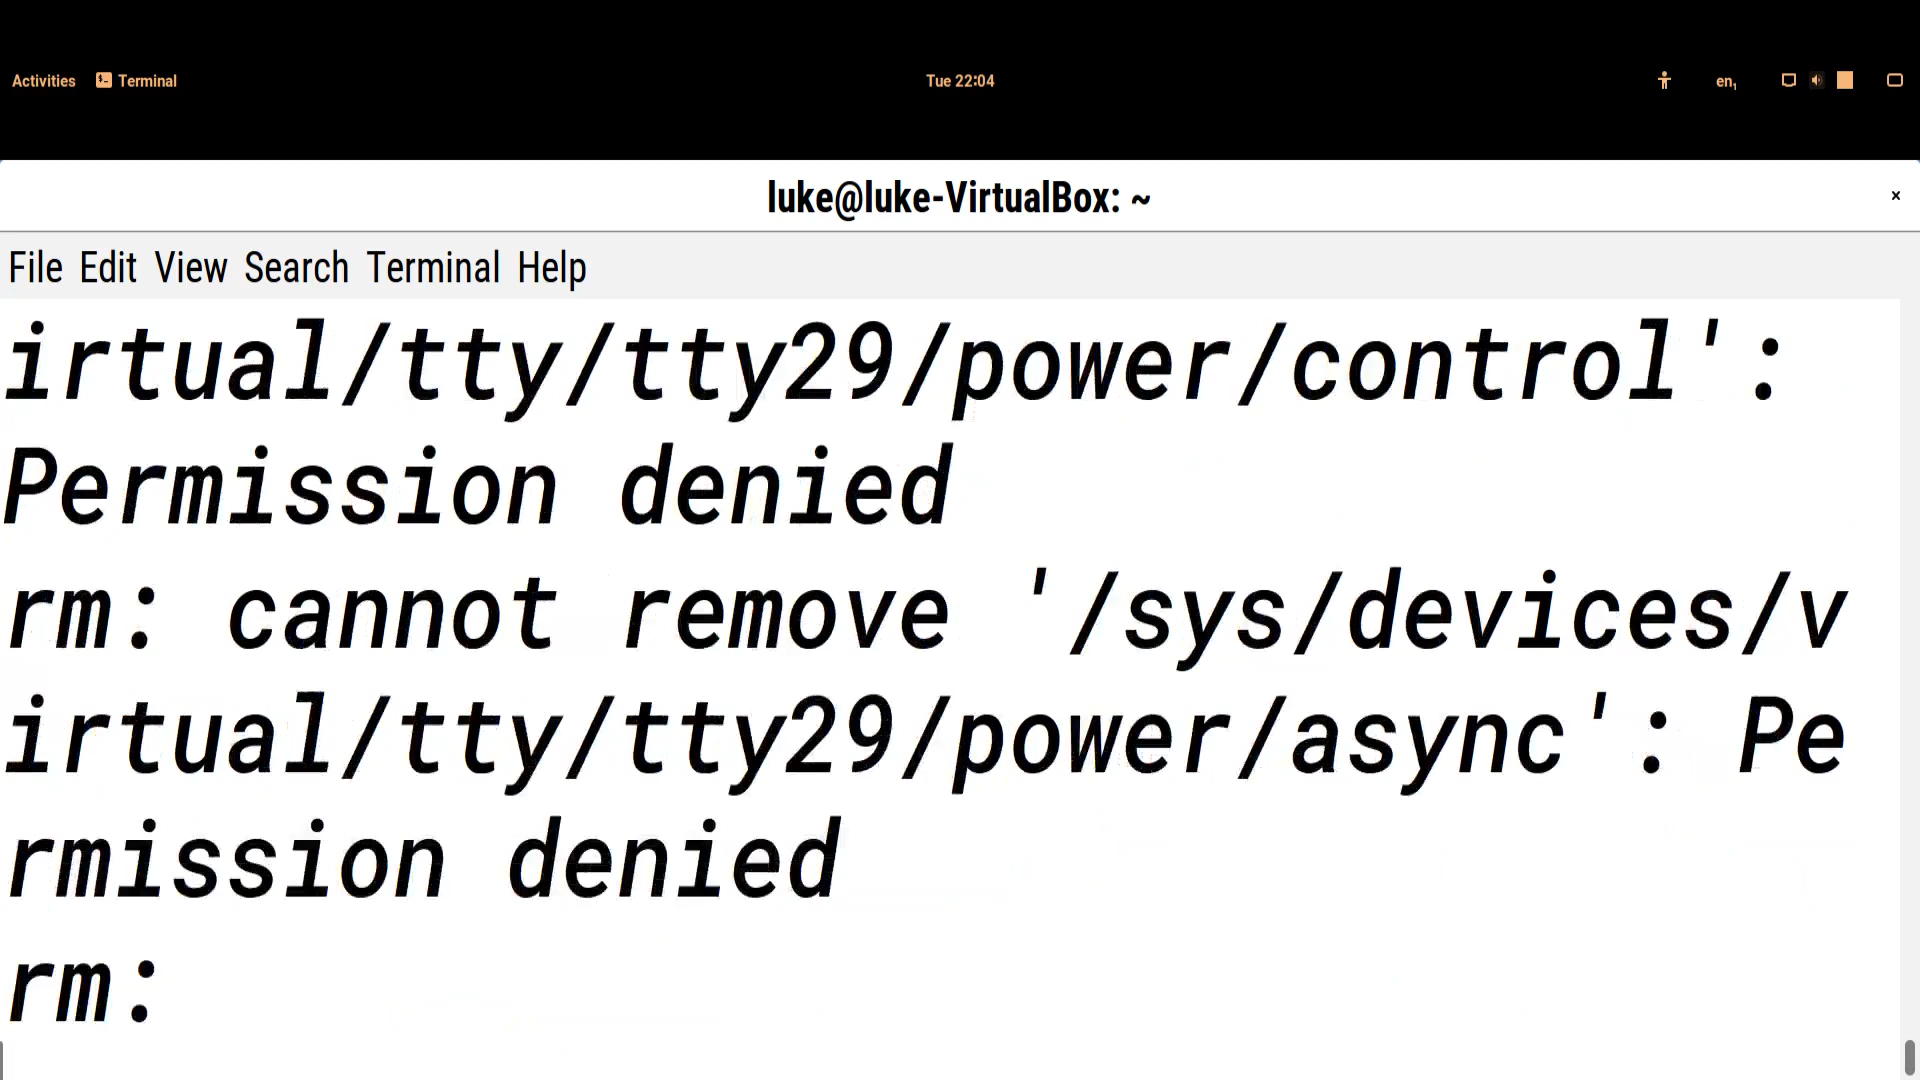 Activities Terminal Tue 22:04 en1
luke@luke-VirtualBox: ~ ×
File Edit View Search Terminal Help
irtual/tty/tty29/power/control':
Permission denied
rm: cannot remove '/sys/devices/v
irtual/tty/tty29/power/async': Pe
rmission denied
rm: